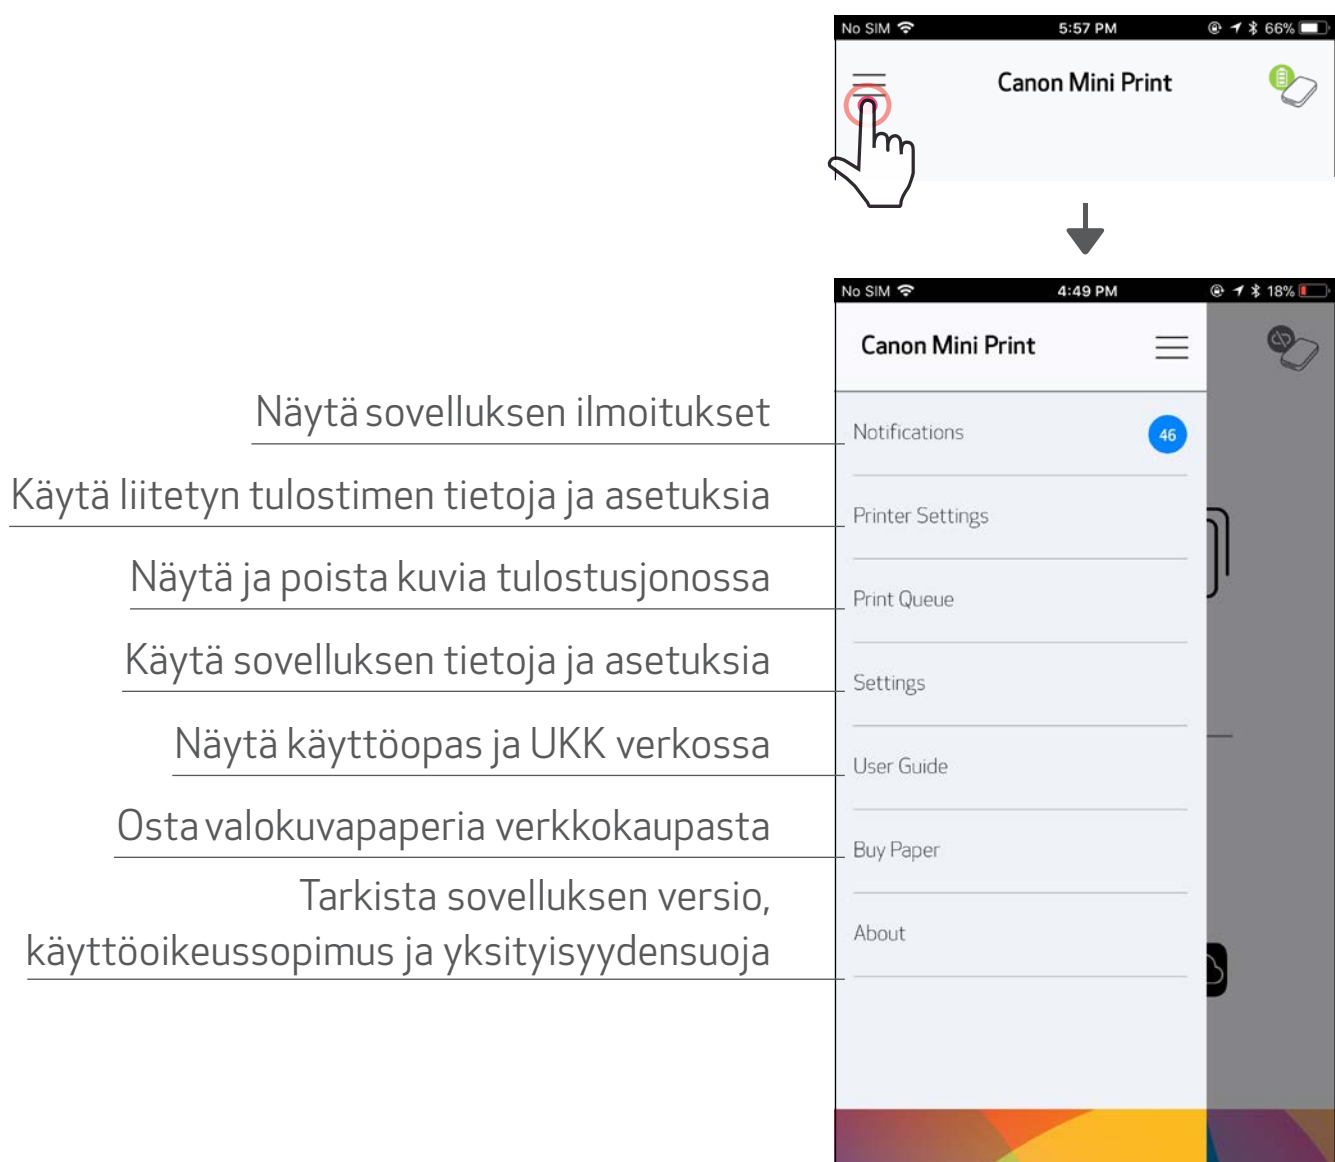 No SIM 5:57 PM 66%
Canon Mini Print
No SIM 4:49 PM 18%
Canon Mini Print
Näytä sovelluksen ilmoitukset
Notifications 46
Käytä liitetyn tulostimen tietoja ja asetuksia
Printer Settings
Näytä ja poista kuvia tulostusjonossa
Print Queue
Käytä sovelluksen tietoja ja asetuksia
Settings
Näytä käyttöopas ja UKK verkossa
User Guide
Osta valokuvapaperia verkkokaupasta
Buy Paper
Tarkista sovelluksen versio,
käyttöoikeussopimus ja yksityisyydensuoja
About